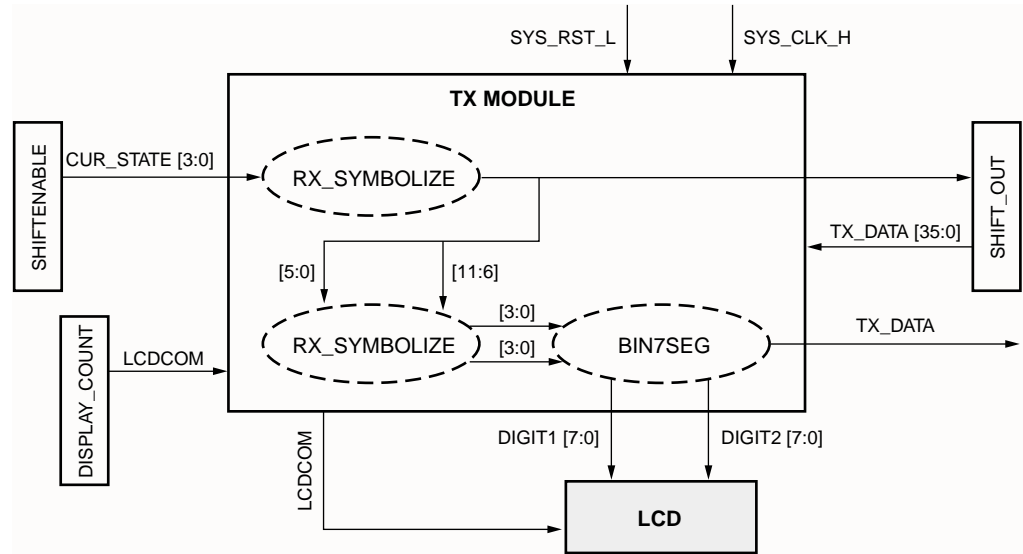 SYS_RST_L
SYS_CLK_H
TX MODULE
SHIFTENABLE
CUR_STATE [3:0]
RX_SYMBOLIZE
SHIFT_OUT
TX_DATA [35:0]
[5:0]
[11:6]
DISPLAY_COUNT
LCDCOM
RX_SYMBOLIZE
[3:0]
[3:0]
BIN7SEG
TX_DATA
LCDCOM
DIGIT1 [7:0]
DIGIT2 [7:0]
LCD